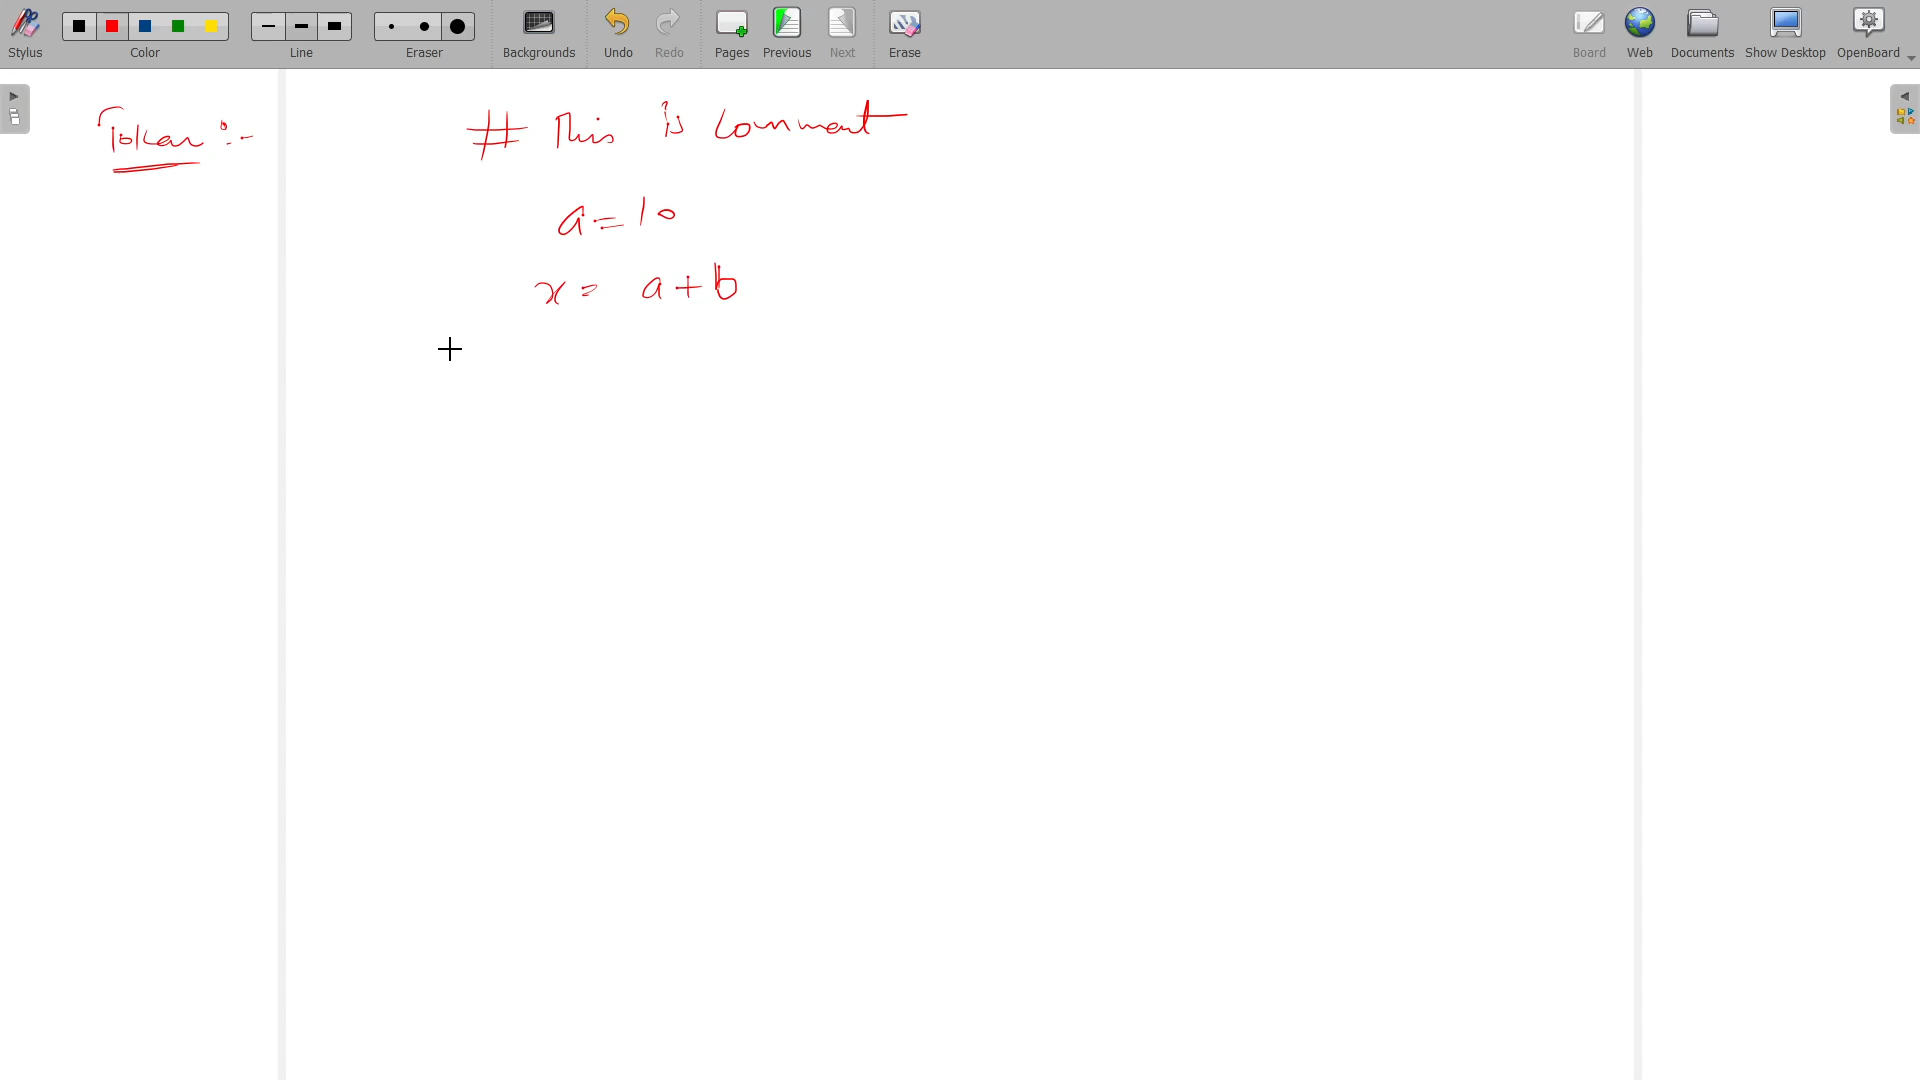 Stylus Color Line Eraser Backgrounds Undo Redo Pages Previous Next Erase Board Web Documents Show Desktop OpenBoard
Token :- # This is comment
a = 10
x = a + b